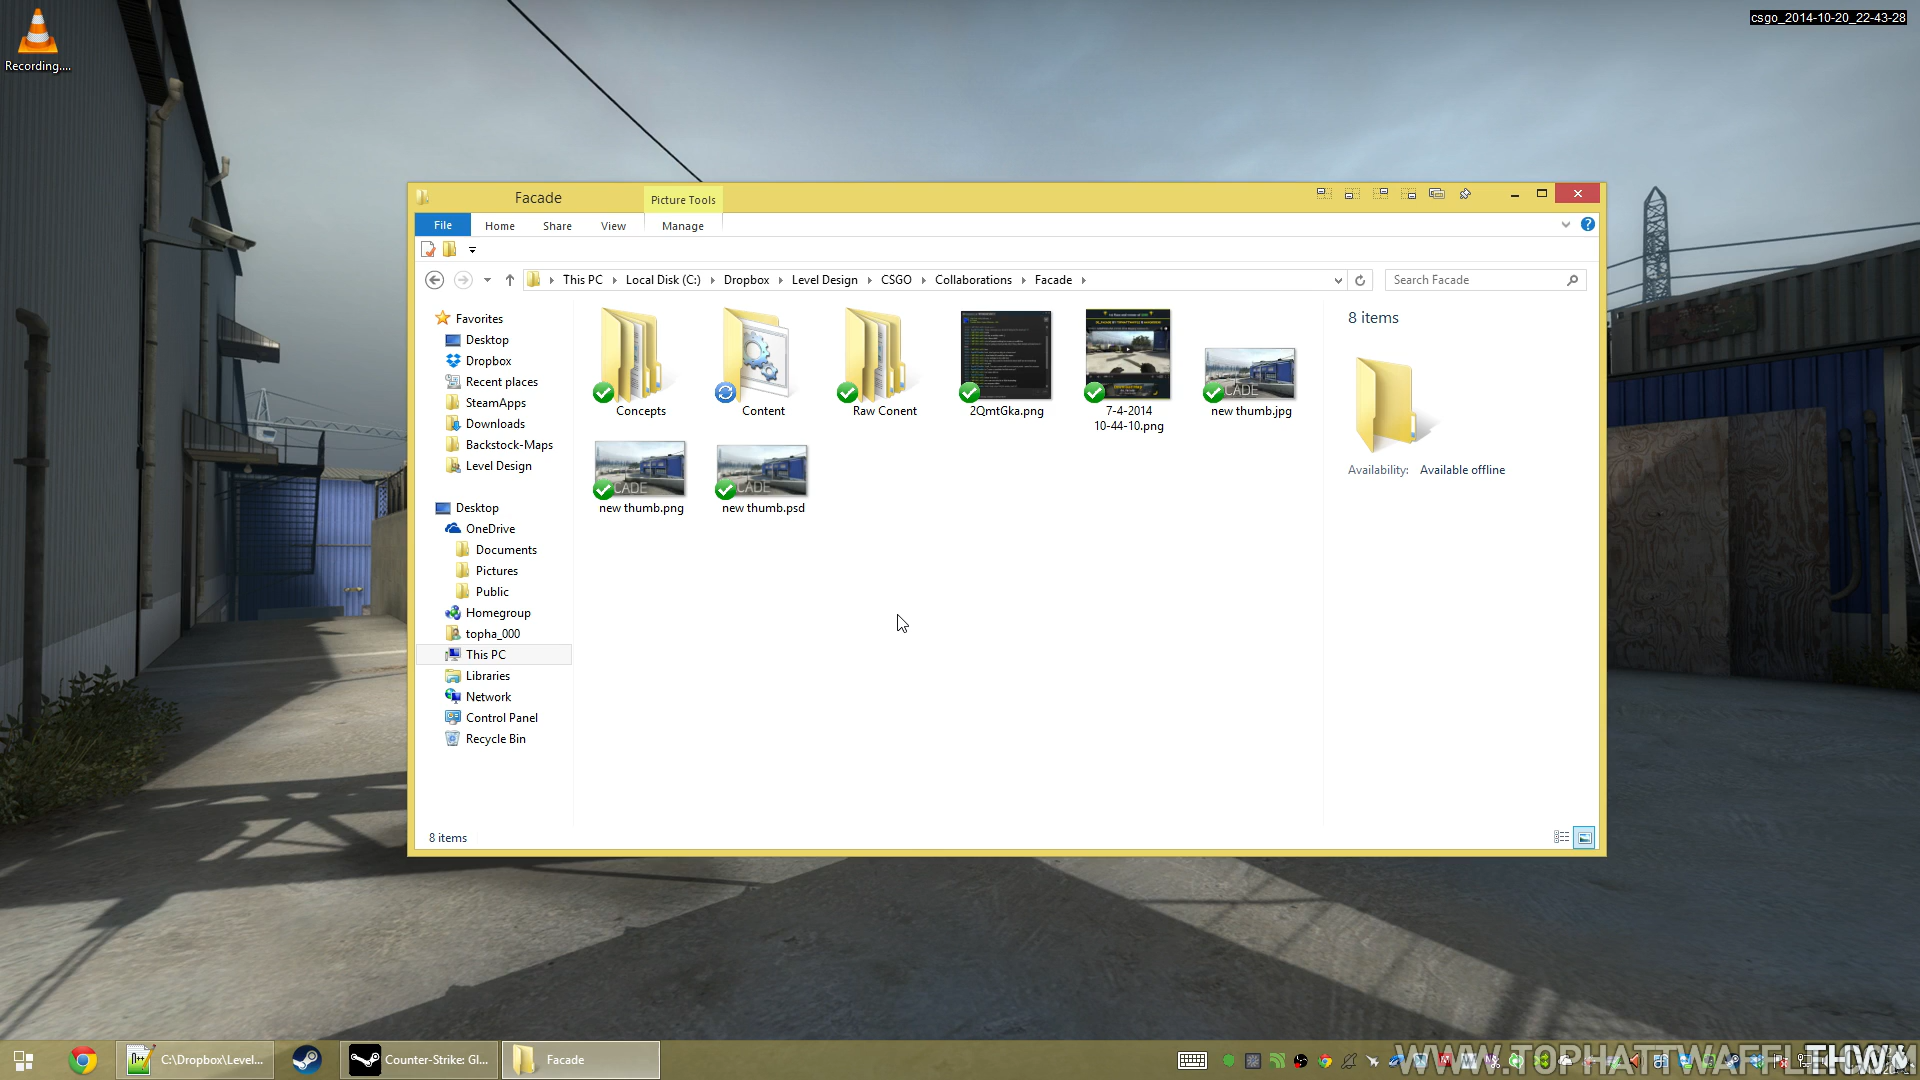 csgo_2014-10-20_22-43-28
Recording....
Facade
Picture Tools
File
Home
Share
View
Manage
This PC
Local Disk (C:)
Dropbox
Level Design
CSGO
Collaborations
Facade
Search Facade
Favorites
Desktop
Dropbox
Recent places
SteamApps
Downloads
Backstock-Maps
Level Design
Desktop
OneDrive
Documents
Pictures
Public
Homegroup
topha_000
This PC
Libraries
Network
Control Panel
Recycle Bin
Concepts
Content
Raw Conent
2QmtGka.png
7-4-2014
10-44-10.png
new thumb.jpg
new thumb.png
new thumb.psd
8 items
Availability: Available offline
8 items
C:\Dropbox\Level...
Counter-Strike: Gl...
Facade
WWW.TOPHATTWAFFLE.COM